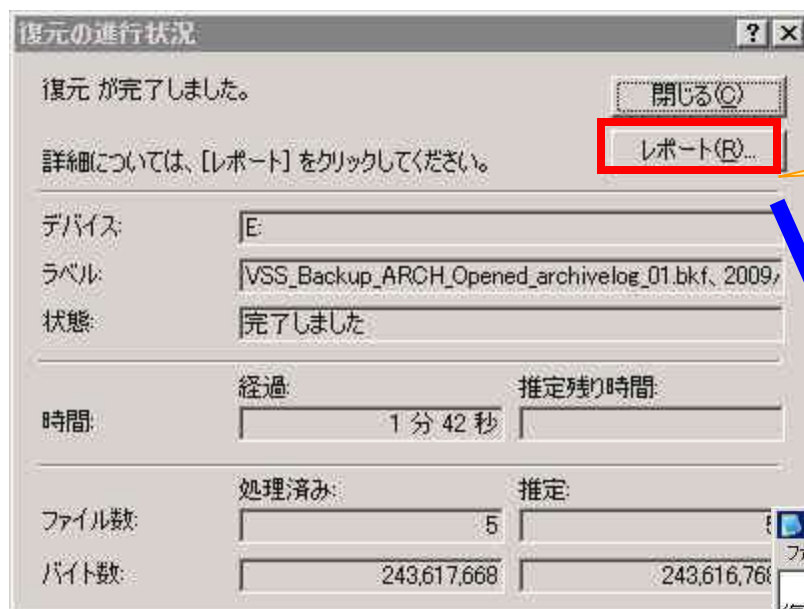 復元の進行状況
復元 が完了しました。
閉じる(C)
詳細については、[レポート] をクリックしてください。
レポート(R)...
デバイス: E:
ラベル: VSS_Backup_ARCH_Opened_archivelog_01.bkf、2009/
状態: 完了しました
経過: 推定残り時間:
時間: 1 分 42 秒
処理済み: 推定:
ファイル数: 5
バイト数: 243,617,668 243,616,768